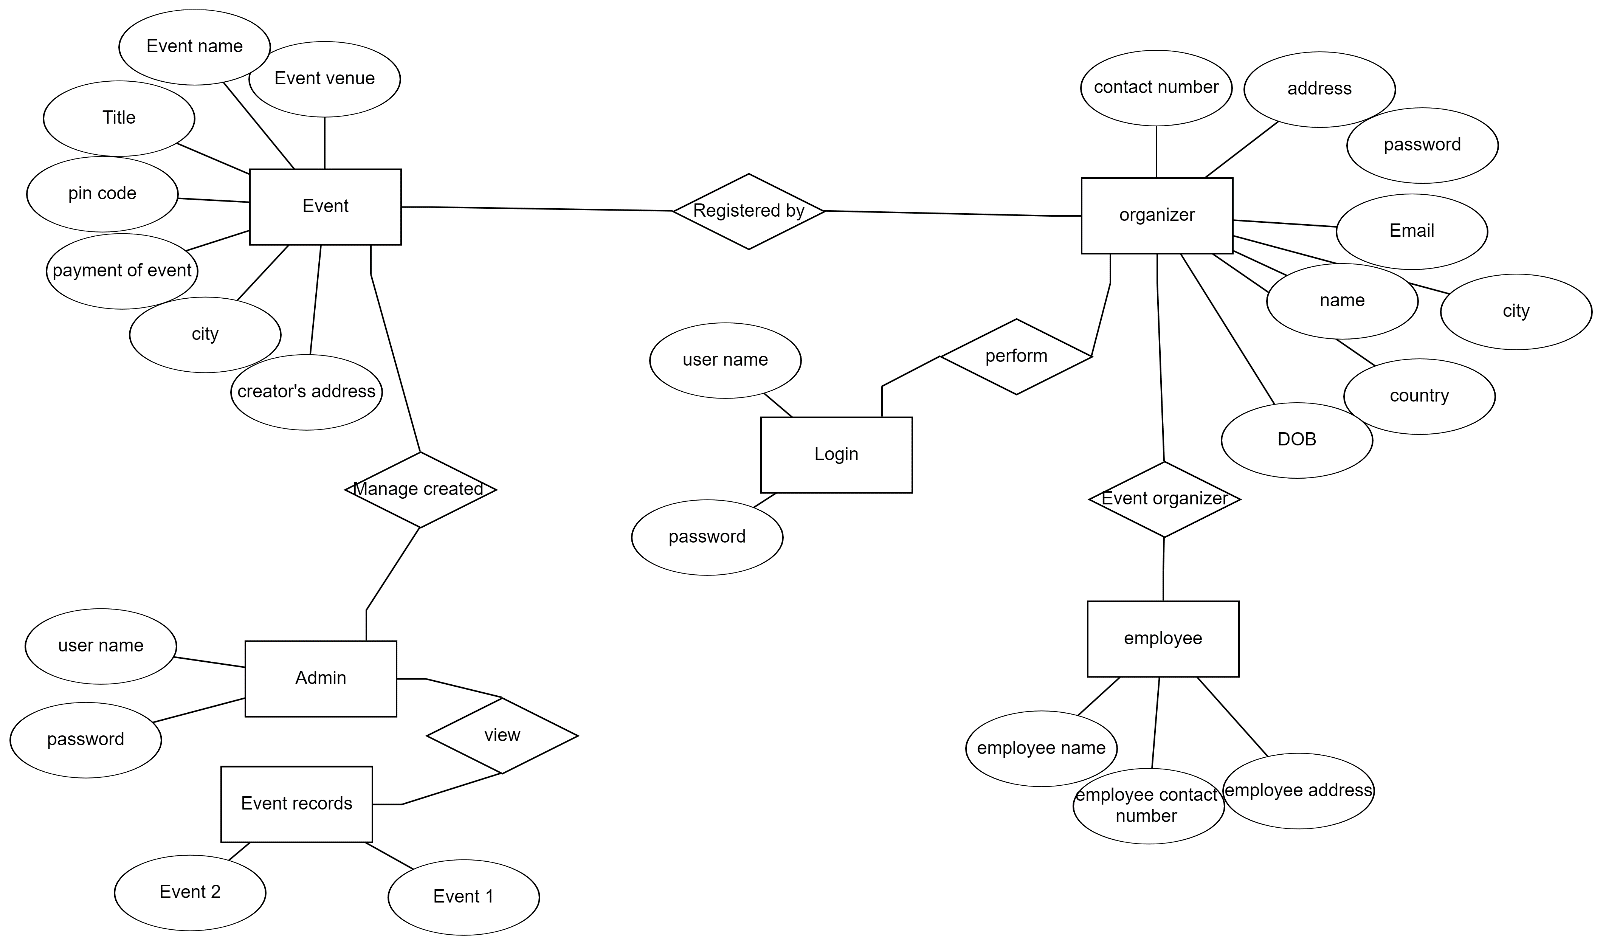 Event name
Event venue
Title
pin code
payment of event
city
creator's address
Event
Registered by
contact number
address
password
organizer
Email
name
city
country
DOB
user name
perform
Login
password
Manage created
Event organizer
user name
Admin
password
view
Event records
Event 2
Event 1
employee
employee name
employee contact
number
employee address